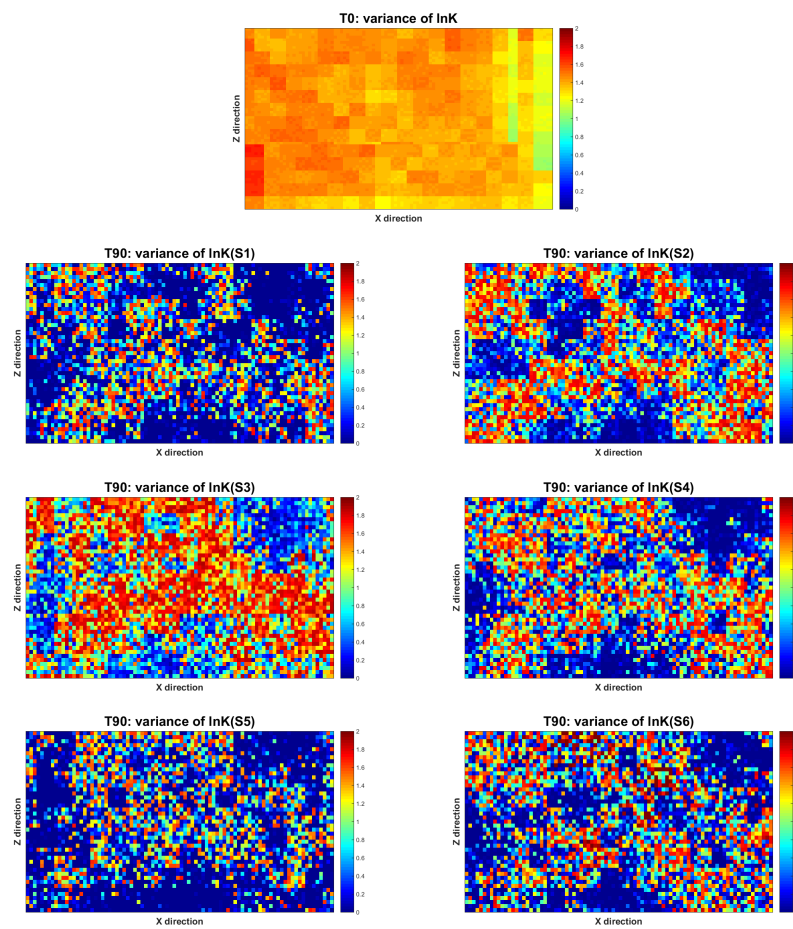 T0: variance of lnK
2
1.8
1.6
1.4
1.2
1
0.8
0.6
0.4
0.2
0
Z direction
X direction
T90: variance of lnK(S1)
2
1.8
1.6
1.4
1.2
1
0.8
0.6
0.4
0.2
0
Z direction
X direction
T90: variance of lnK(S2)
Z direction
X direction
T90: variance of lnK(S3)
2
1.8
1.6
1.4
1.2
1
0.8
0.6
0.4
0.2
0
Z direction
X direction
T90: variance of lnK(S4)
Z direction
X direction
T90: variance of lnK(S5)
2
1.8
1.6
1.4
1.2
1
0.8
0.6
0.4
0.2
0
Z direction
X direction
T90: variance of lnK(S6)
Z direction
X direction